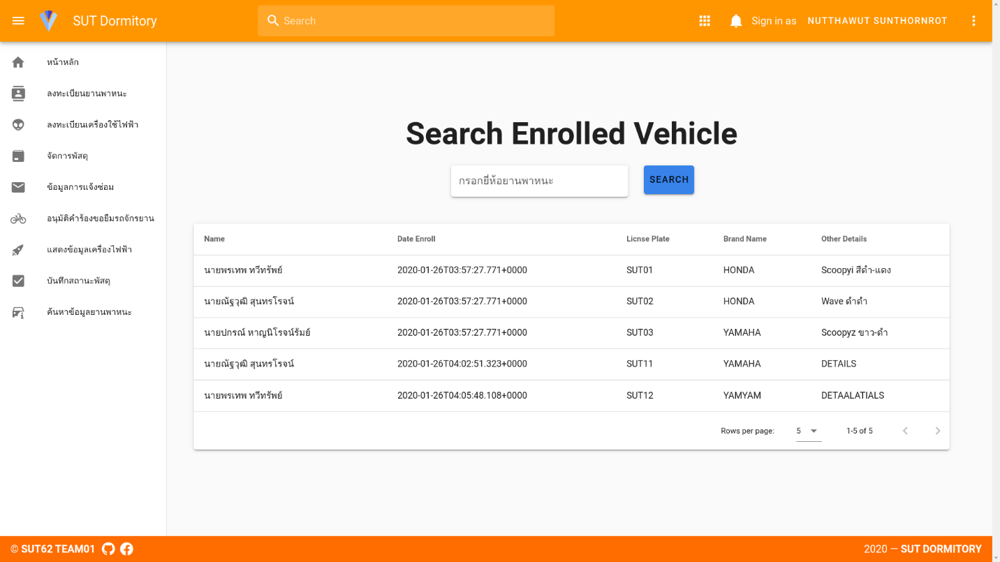 SUT Dormitory
Search
Sign in as NUTTHAWUT SUNTHORNROT
หน้าหลัก
ลงทะเบียนยานพาหนะ
ลงทะเบียนเครื่องใช้ไฟฟ้า
จัดการพัสดุ
ข้อมูลการแจ้งซ่อม
อนุมัติคำร้องขอยืมรถจักรยาน
แสดงข้อมูลเครื่องไฟฟ้า
บันทึกสถานะพัสดุ
ค้นหาข้อมูลยานพาหนะ
Search Enrolled Vehicle
กรอกยี่ห้อยานพาหนะ SEARCH
Name Date Enroll Licnse Plate Brand Name Other Details
นายพรเทพ ทวีทรัพย์ 2020-01-26T03:57:27.771+0000 SUT01 HONDA Scoopyi สีดำ-แดง
นายณัฐวุฒิ สุนทรโรจน์ 2020-01-26T03:57:27.771+0000 SUT02 HONDA Wave ดำดำ
นายปกรณ์ หาญนิโรจน์รัมย์ 2020-01-26T03:57:27.771+0000 SUT03 YAMAHA Scoopyz ขาว-ดำ
นายณัฐวุฒิ สุนทรโรจน์ 2020-01-26T04:02:51.323+0000 SUT11 YAMAHA DETAILS
นายพรเทพ ทวีทรัพย์ 2020-01-26T04:05:48.108+0000 SUT12 YAMYAM DETAALATIALS
Rows per page: 5 1-5 of 5
© SUT62 TEAM01
2020 — SUT DORMITORY